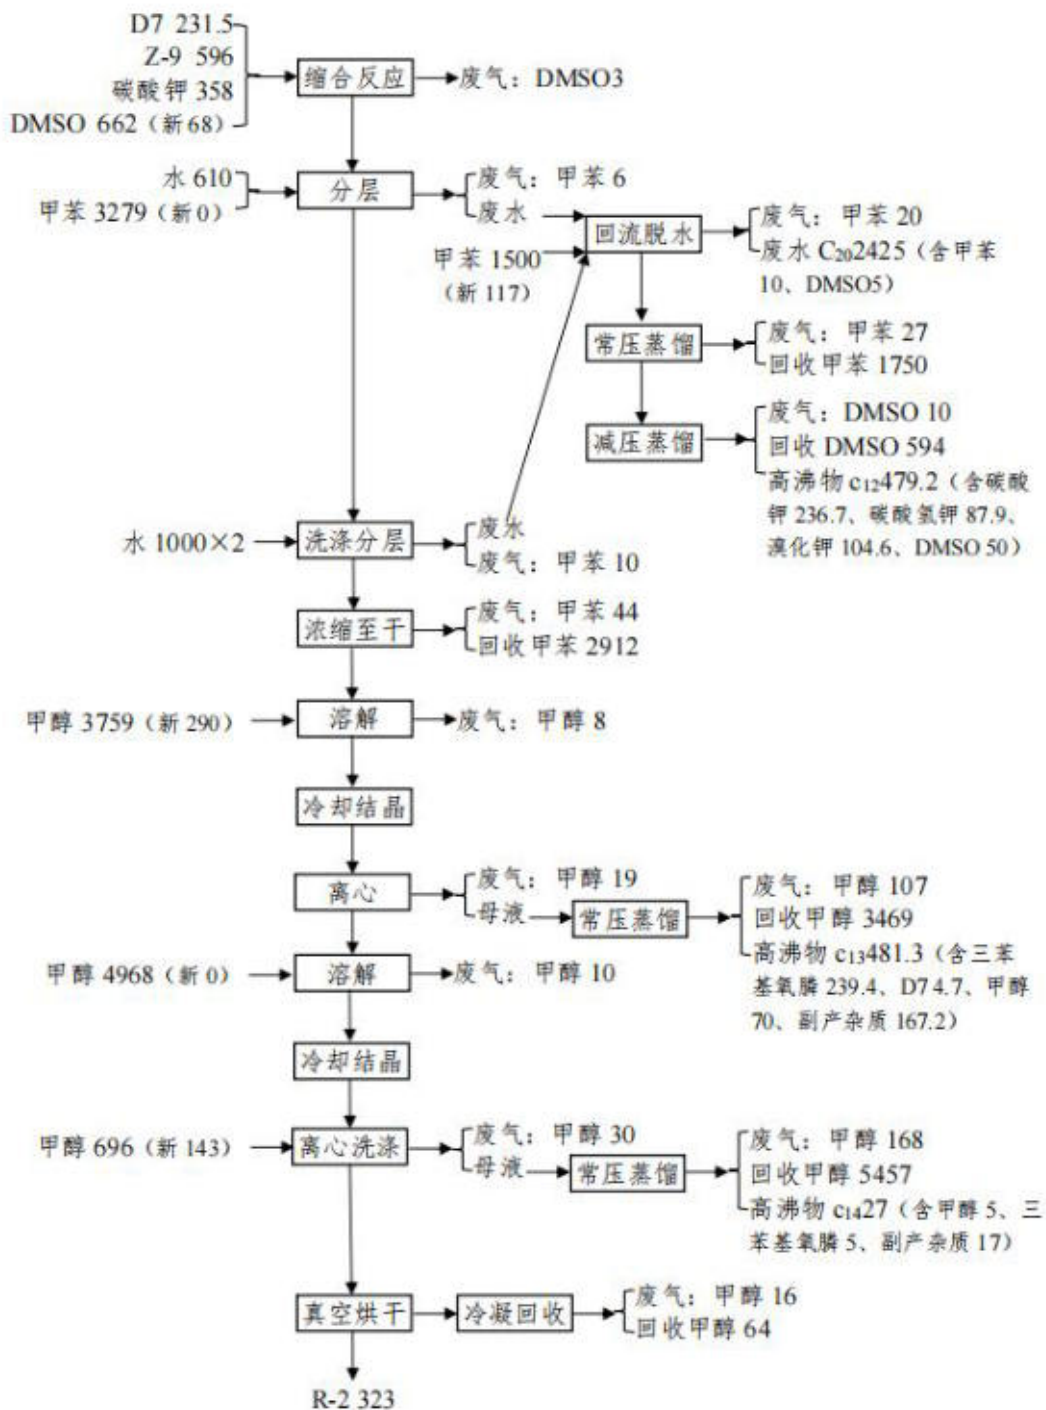 D7 231.5
Z-9 596
碳酸钾 358
DMSO 662（新 68）
缩合反应
废气：DMSO3
水 610
甲苯 3279（新 0）
分层
废气：甲苯 6
废水
甲苯 1500
（新 117）
回流脱水
废气：甲苯 20
废水 C₂₀2425（含甲苯
10、DMSO5）
常压蒸馏
废气：甲苯 27
回收甲苯 1750
减压蒸馏
废气：DMSO 10
回收 DMSO 594
高沸物 c₁₂479.2（含碳酸
钾 236.7、碳酸氢钾 87.9、
溴化钾 104.6、DMSO 50）
水 1000×2
洗涤分层
废水
废气：甲苯 10
浓缩至干
废气：甲苯 44
回收甲苯 2912
甲醇 3759（新 290）
溶解
废气：甲醇 8
冷却结晶
离心
废气：甲醇 19
母液
常压蒸馏
废气：甲醇 107
回收甲醇 3469
高沸物 c₁₃481.3（含三苯
基氧膦 239.4、D7 4.7、甲醇
70、副产杂质 167.2）
甲醇 4968（新 0）
溶解
废气：甲醇 10
冷却结晶
甲醇 696（新 143）
离心洗涤
废气：甲醇 30
母液
常压蒸馏
废气：甲醇 168
回收甲醇 5457
高沸物 c₁₄27（含甲醇 5、三
苯基氧膦 5、副产杂质 17）
真空烘干
冷凝回收
废气：甲醇 16
回收甲醇 64
R-2 323